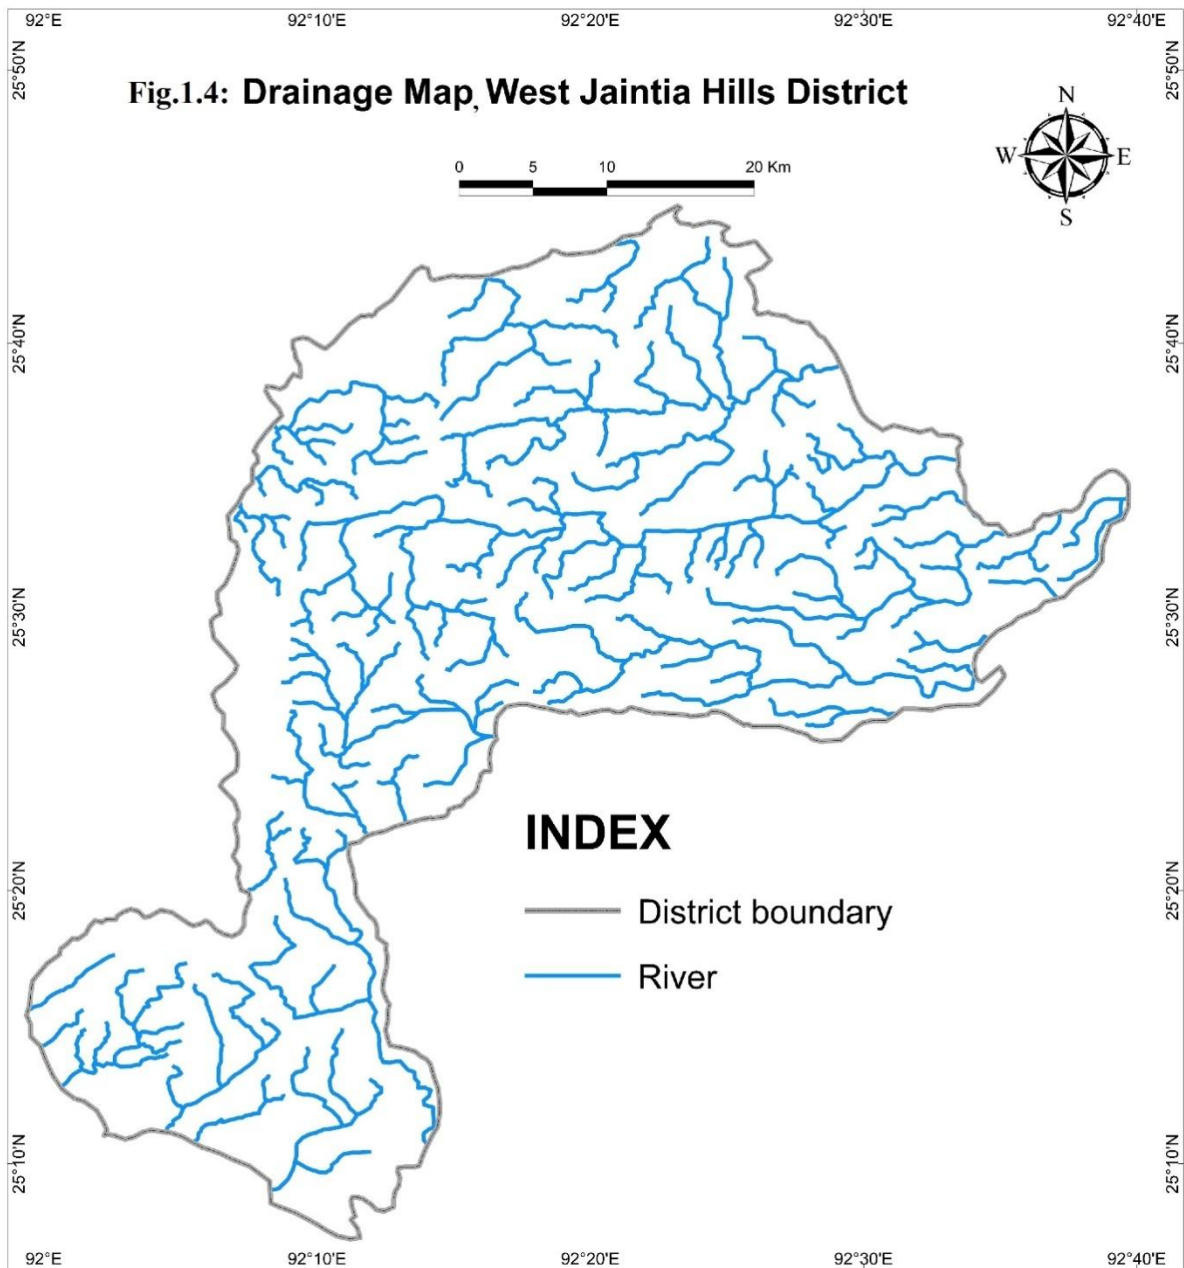 92°E 92°10'E 92°20'E 92°30'E 92°40'E
25°50'N 25°50'N
Fig.1.4: Drainage Map, West Jaintia Hills District
N
W E
S
0 5 10 20 Km
25°40'N 25°40'N
25°30'N 25°30'N
INDEX
District boundary
River
25°20'N 25°20'N
25°10'N 25°10'N
92°E 92°10'E 92°20'E 92°30'E 92°40'E